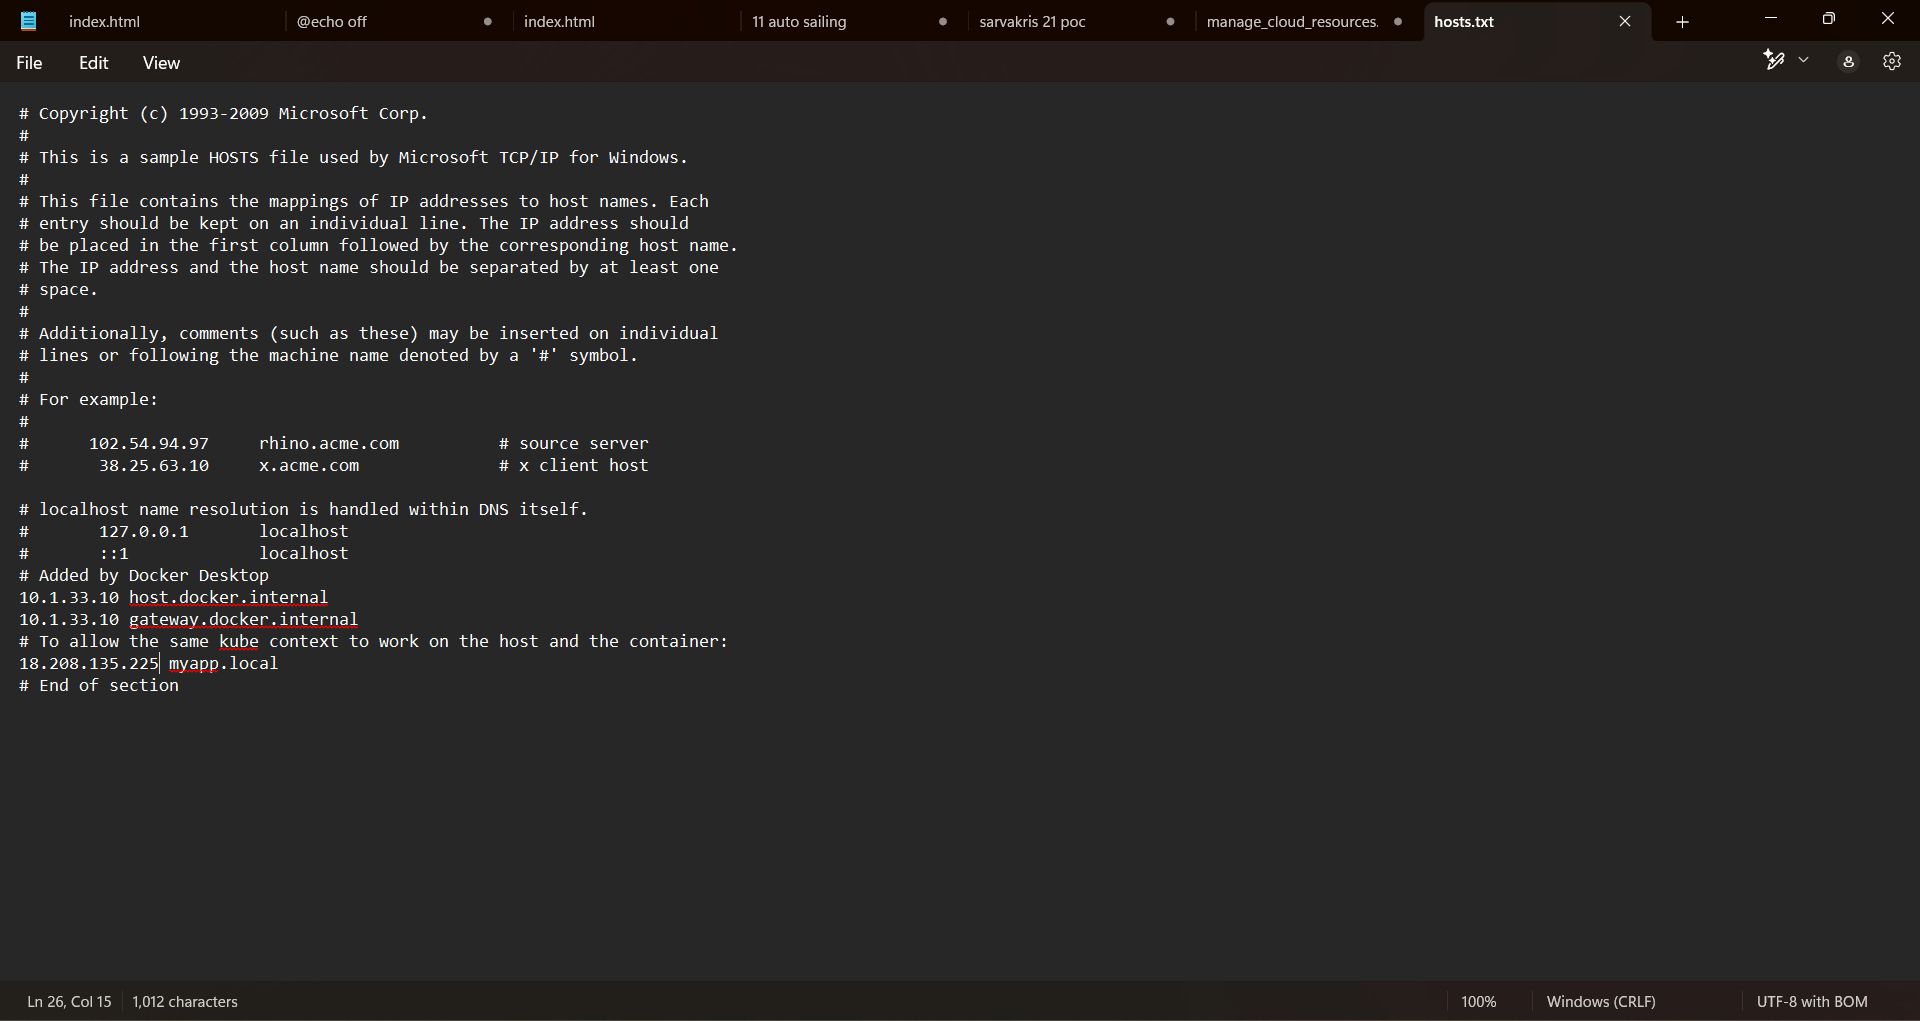 index.html @echo off index.html 11 auto sailing sarvakris 21 poc manage_cloud_resources. hosts.txt
File Edit View
# Copyright (c) 1993-2009 Microsoft Corp.
#
# This is a sample HOSTS file used by Microsoft TCP/IP for Windows.
#
# This file contains the mappings of IP addresses to host names. Each
# entry should be kept on an individual line. The IP address should
# be placed in the first column followed by the corresponding host name.
# The IP address and the host name should be separated by at least one
# space.
#
# Additionally, comments (such as these) may be inserted on individual
# lines or following the machine name denoted by a '#' symbol.
#
# For example:
#
#      102.54.94.97     rhino.acme.com          # source server
#       38.25.63.10     x.acme.com              # x client host

# localhost name resolution is handled within DNS itself.
#       127.0.0.1       localhost
#       ::1             localhost
# Added by Docker Desktop
10.1.33.10 host.docker.internal
10.1.33.10 gateway.docker.internal
# To allow the same kube context to work on the host and the container:
18.208.135.225 myapp.local
# End of section
Ln 26, Col 15 1,012 characters 100% Windows (CRLF) UTF-8 with BOM